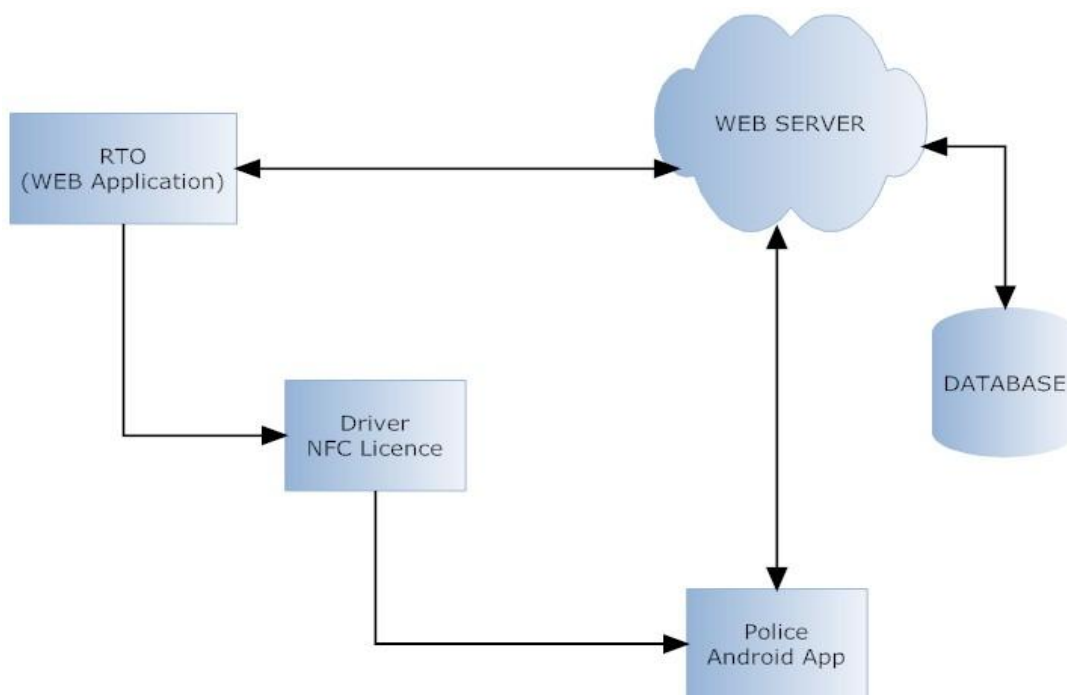 WEB SERVER
RTO
(WEB Application)
DATABASE
Driver
NFC Licence
Police
Android App